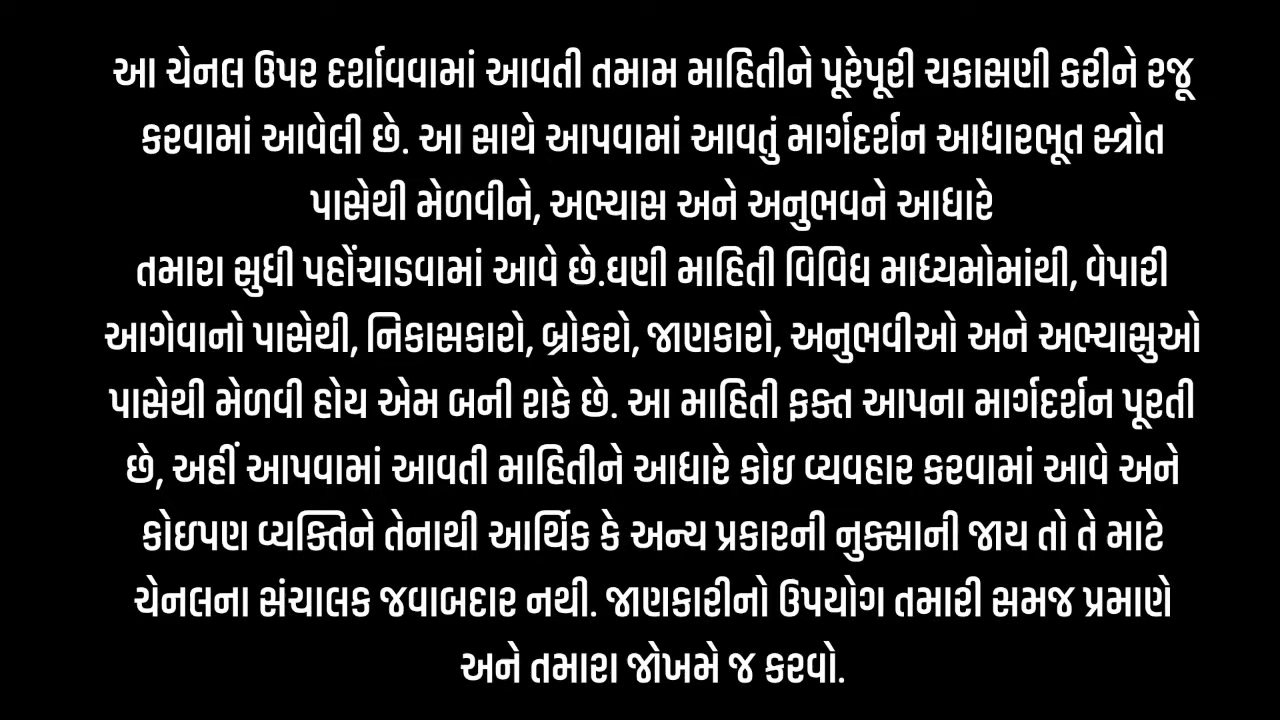 આ ચેનલ ઉપર દર્શાવવામાં આવતી તમામ માહિતીને પૂરેપૂરી ચકાસણી કરીને રજૂ
કરવામાં આવેલી છે. આ સાથે આપવામાં આવતું માર્ગદર્શન આધારભૂત સ્ત્રોત
પાસેથી મેળવીને, અભ્યાસ અને અનુભવને આધારે
તમારા સુધી પહોંચાડવામાં આવે છે.ઘણી માહિતી વિવિધ માધ્યમોમાંથી, વેપારી
આગેવાનો પાસેથી, નિકાસકારો, બ્રોકરો, જાણકારો, અનુભવીઓ અને અભ્યાસુઓ
પાસેથી મેળવી હોય એમ બની શકે છે. આ માહિતી ફક્ત આપના માર્ગદર્શન પૂરતી
છે, અહીં આપવામાં આવતી માહિતીને આધારે કોઇ વ્યવહાર કરવામાં આવે અને
કોઇપણ વ્યક્તિને તેનાથી આર્થિક કે અન્ય પ્રકારની નુક્સાની જાય તો તે માટે
ચેનલના સંચાલક જવાબદાર નથી. જાણકારીનો ઉપયોગ તમારી સમજ પ્રમાણે
અને તમારા જોખમે જ કરવો.